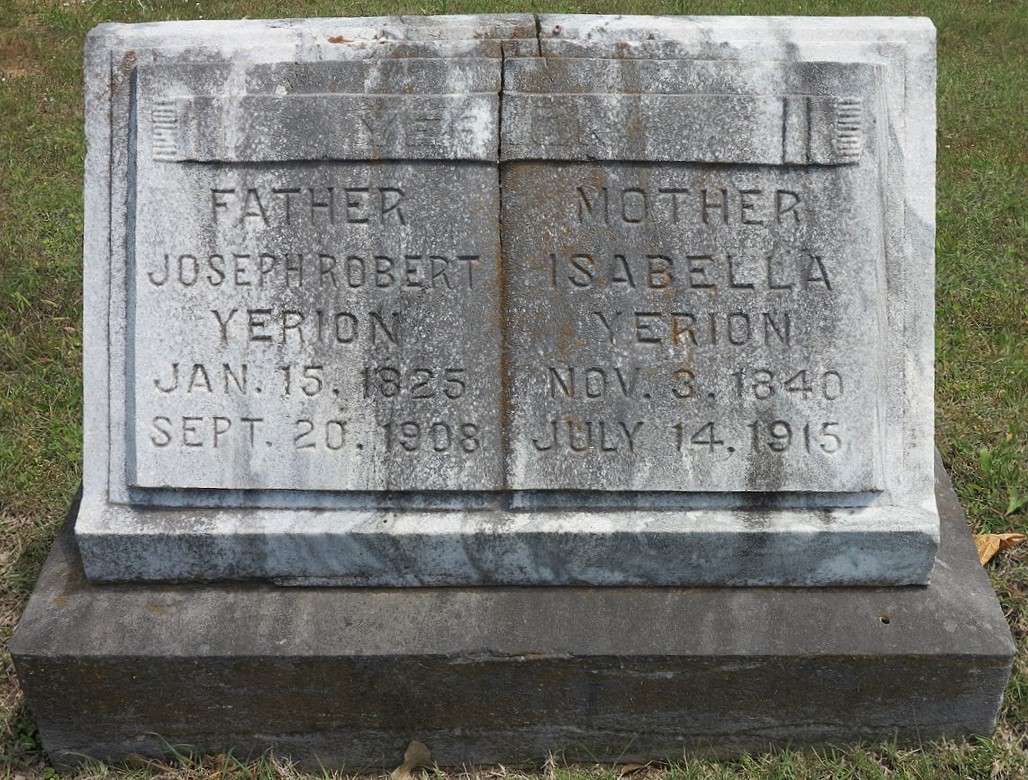 FATHER
JOSEPH ROBERT
YERION
JAN. 15, 1825
SEPT. 20, 1908
MOTHER
ISABELLA
YERION
NOV. 3, 1840
JULY 14, 1915